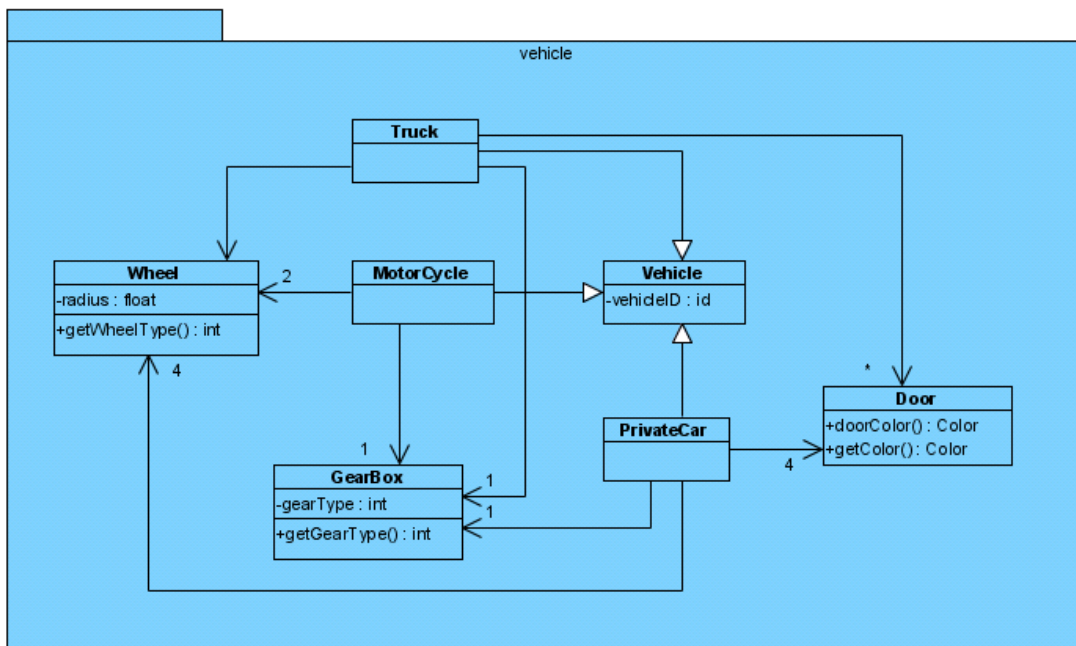 vehicle
Truck
Wheel
-radius : float
+getWheelType() : int
2
MotorCycle
Vehicle
-vehicleID : id
4
*
Door
+doorColor() : Color
+getColor() : Color
PrivateCar
4
1
GearBox
-gearType : int
+getGearType() : int
1
1